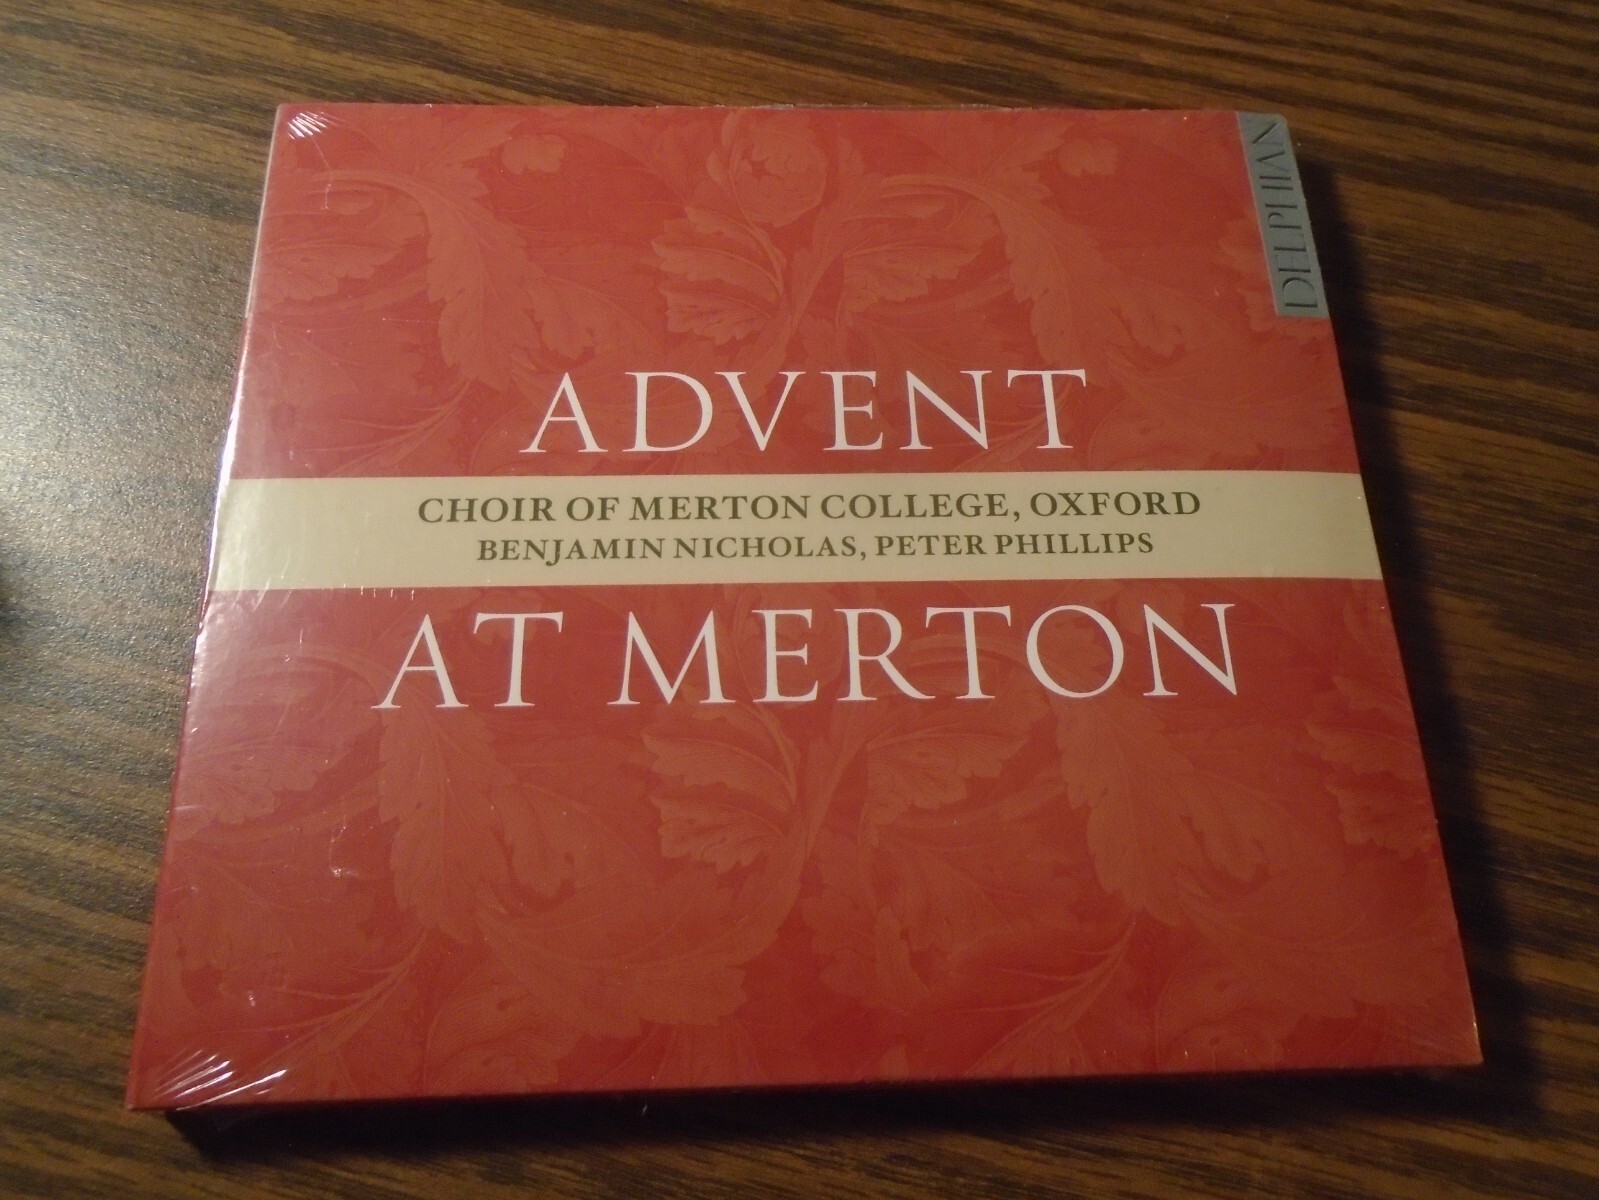 DELPHIAN
ADVENT
CHOIR OF MERTON COLLEGE, OXFORD
BENJAMIN NICHOLAS, PETER PHILLIPS
AT MERTON